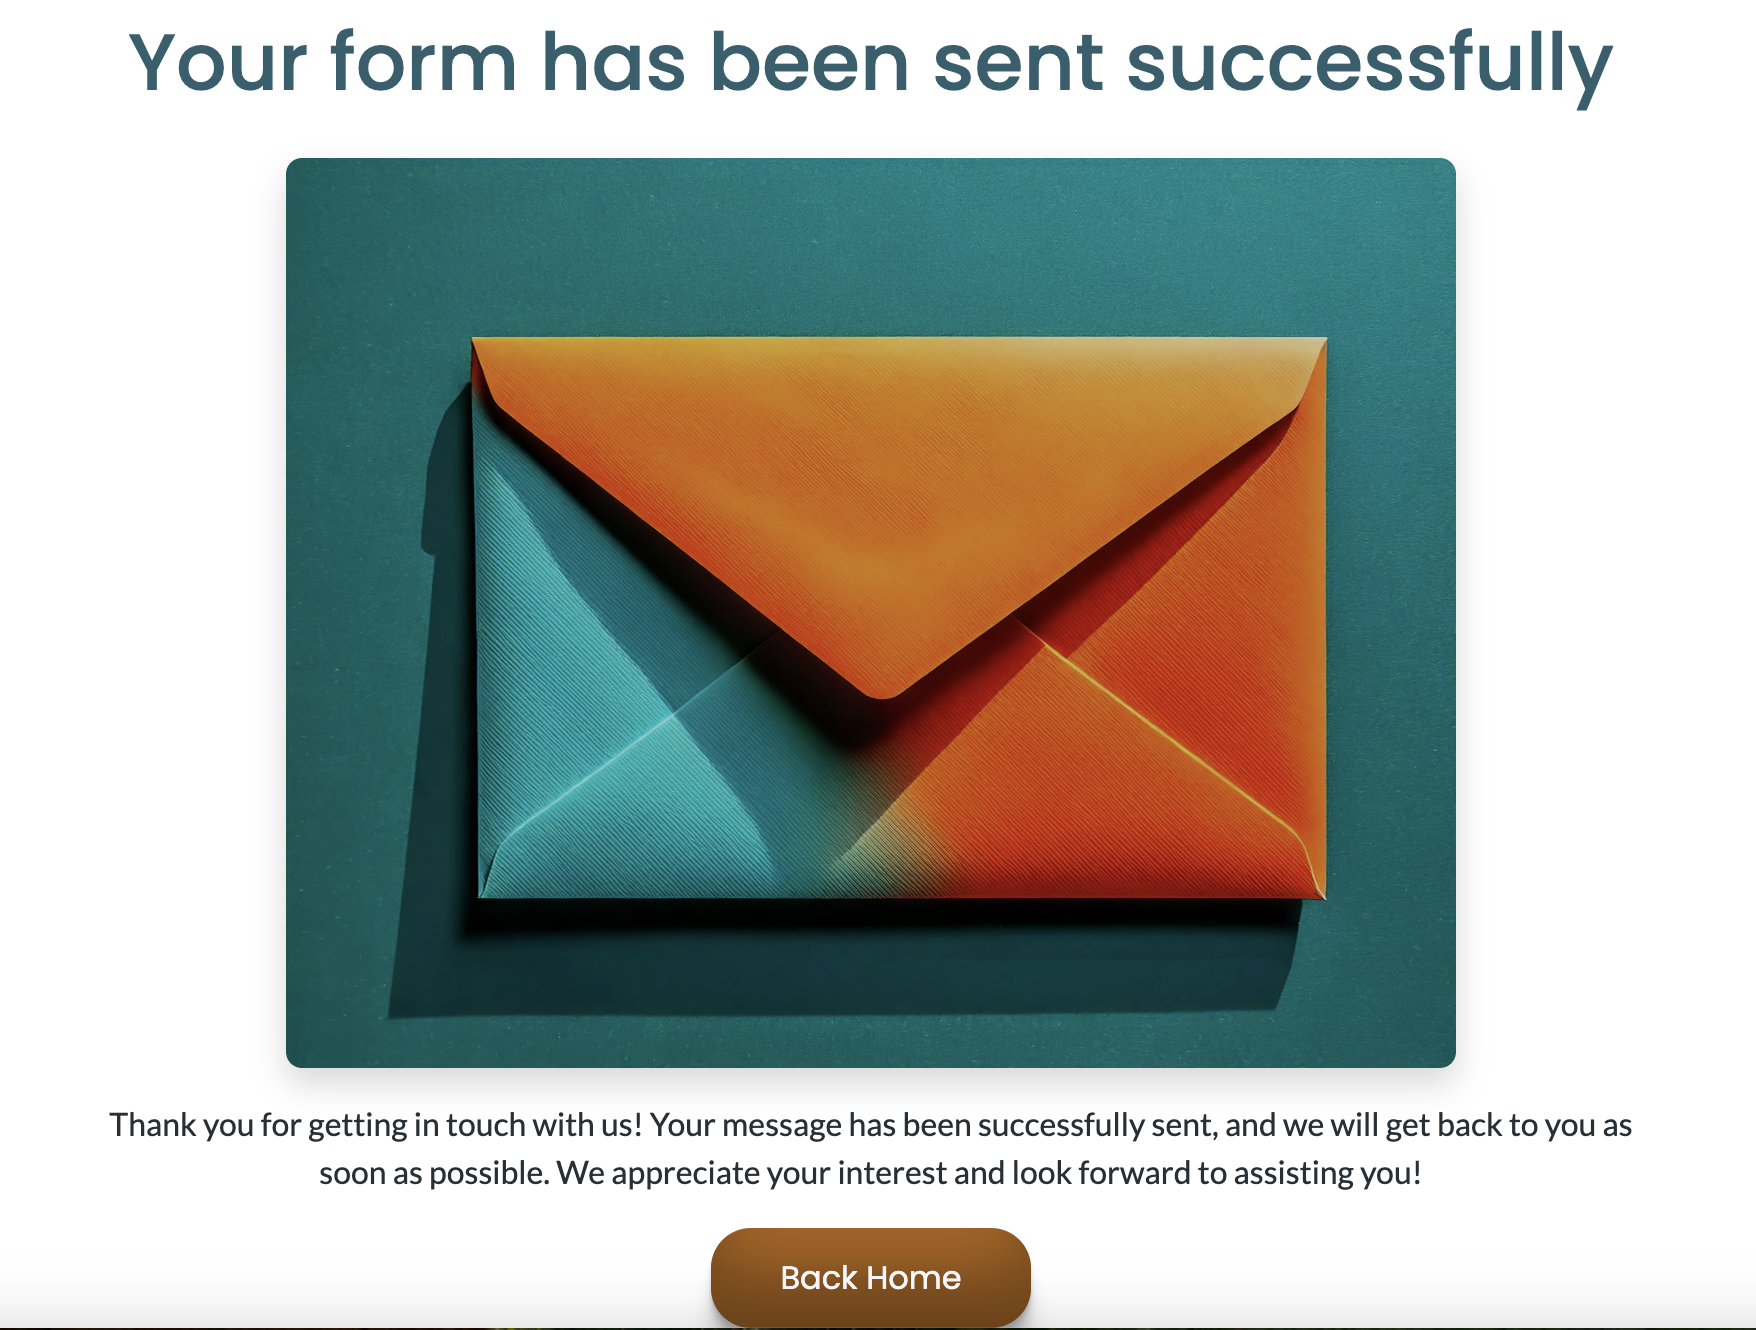 Your form has been sent successfully
Thank you for getting in touch with us! Your message has been successfully sent, and we will get back to you as
soon as possible. We appreciate your interest and look forward to assisting you!
Back Home